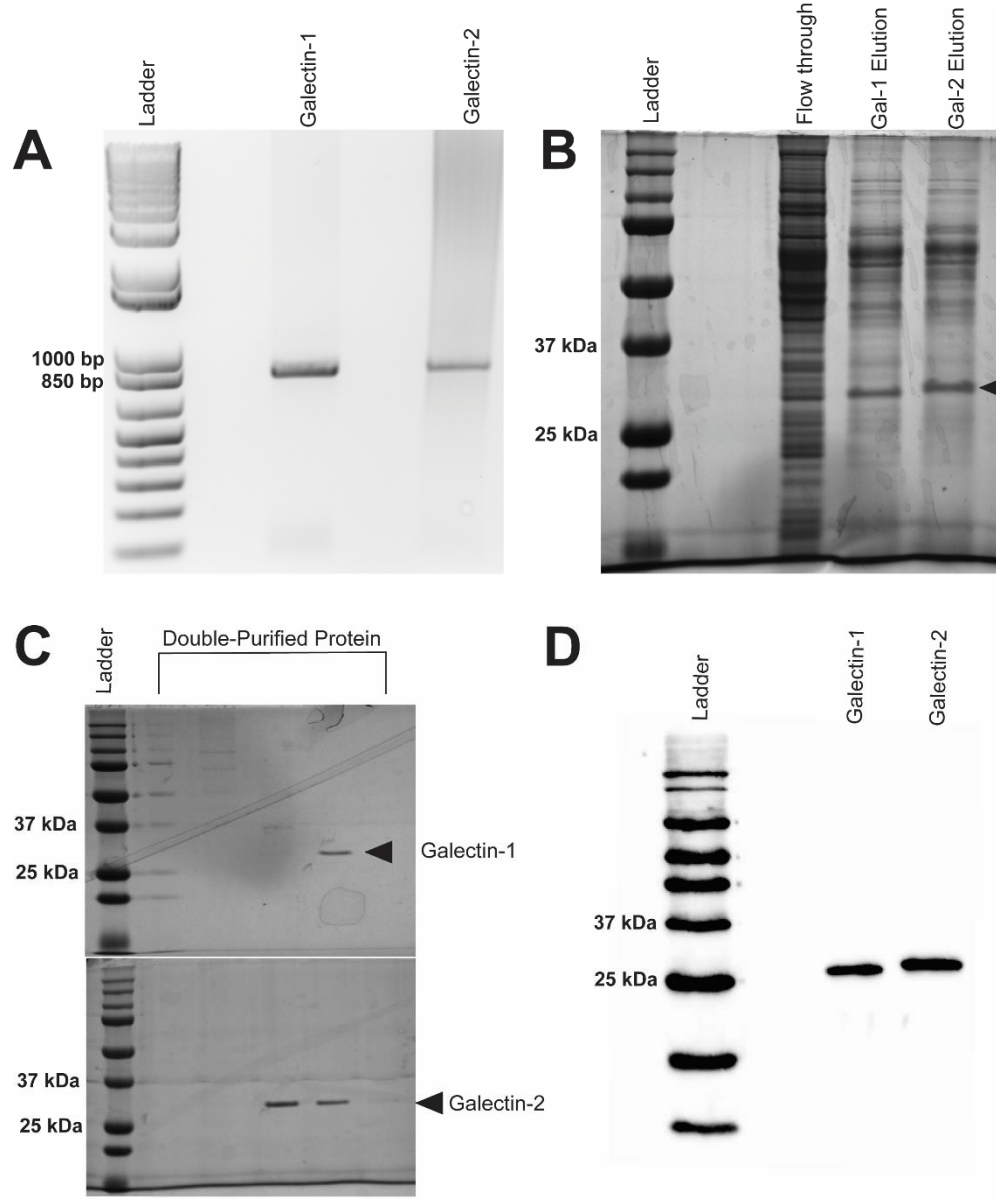 A
Ladder
Galectin-1
Galectin-2
1000 bp
850 bp
B
Ladder
Flow through
Gal-1 Elution
Gal-2 Elution
37 kDa
25 kDa
C
Ladder
Double-Purified Protein
37 kDa
25 kDa
Galectin-1
37 kDa
25 kDa
Galectin-2
D
Ladder
Galectin-1
Galectin-2
37 kDa
25 kDa